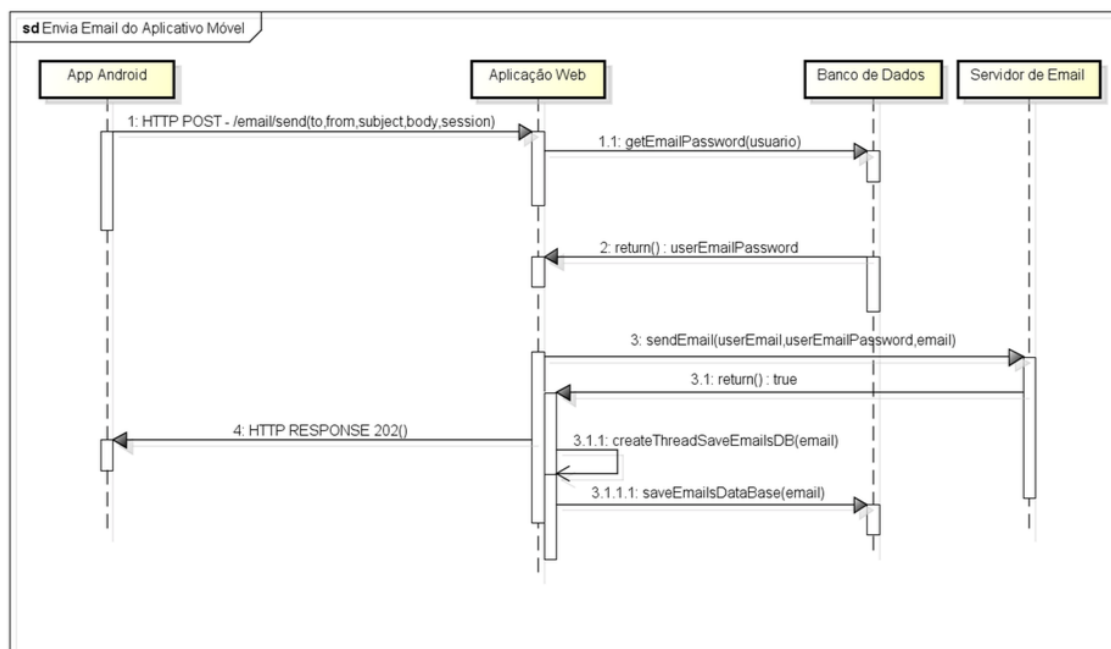 sd Envia Email do Aplicativo Móvel
App Android
Aplicação Web
Banco de Dados
Servidor de Email
1: HTTP POST - /email/send(to,from,subject,body,session)
1.1: getEmailPassword(usuario)
2: return() : userEmailPassword
3: sendEmail(userEmail,userEmailPassword,email)
3.1: return() : true
4: HTTP RESPONSE 202()
3.1.1: createThreadSaveEmailsDB(email)
3.1.1.1: saveEmailsDataBase(email)